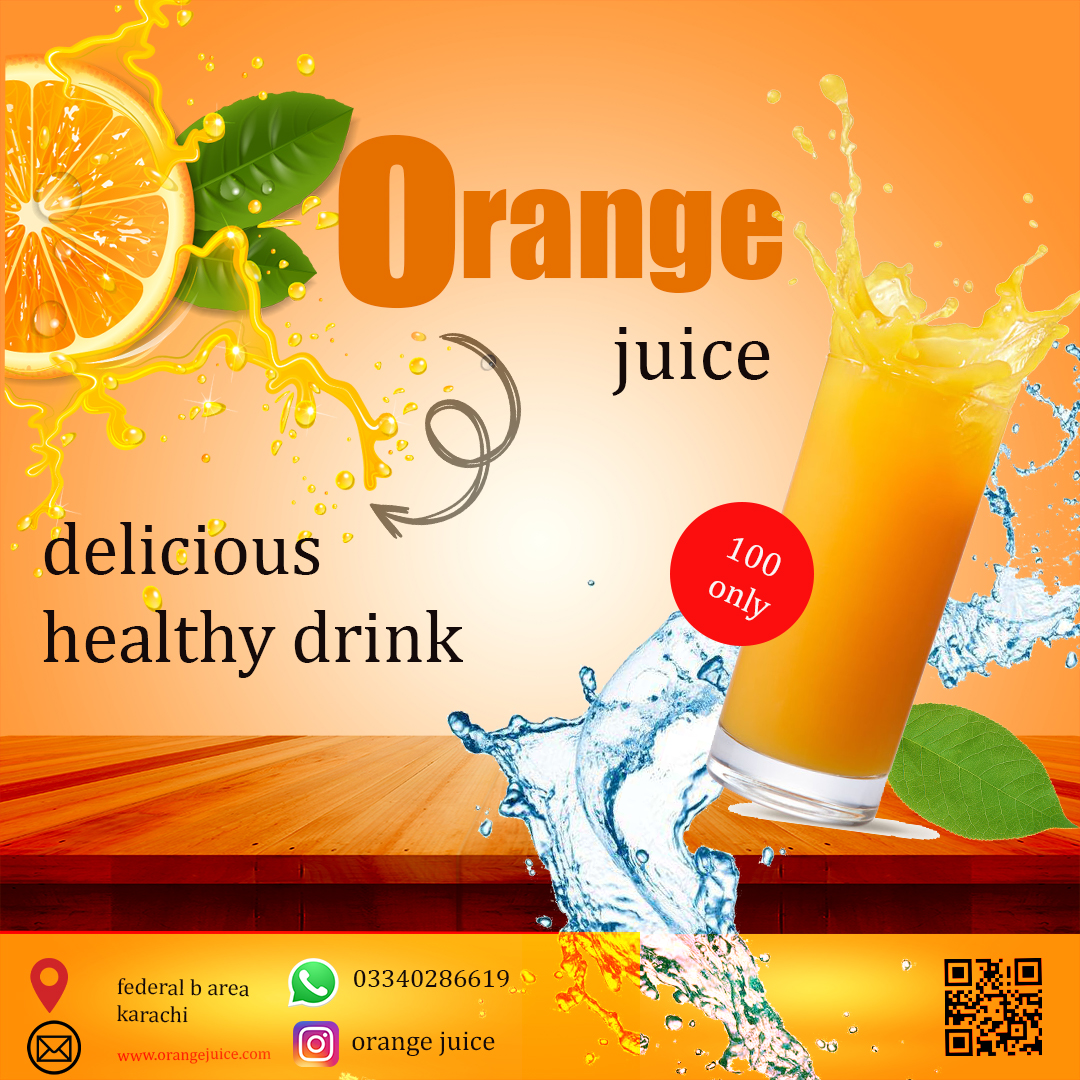 Orange
juice
delicious
healthy drink
100
only
federal b area
karachi
www.orangejuice.com
03340286619
orange juice